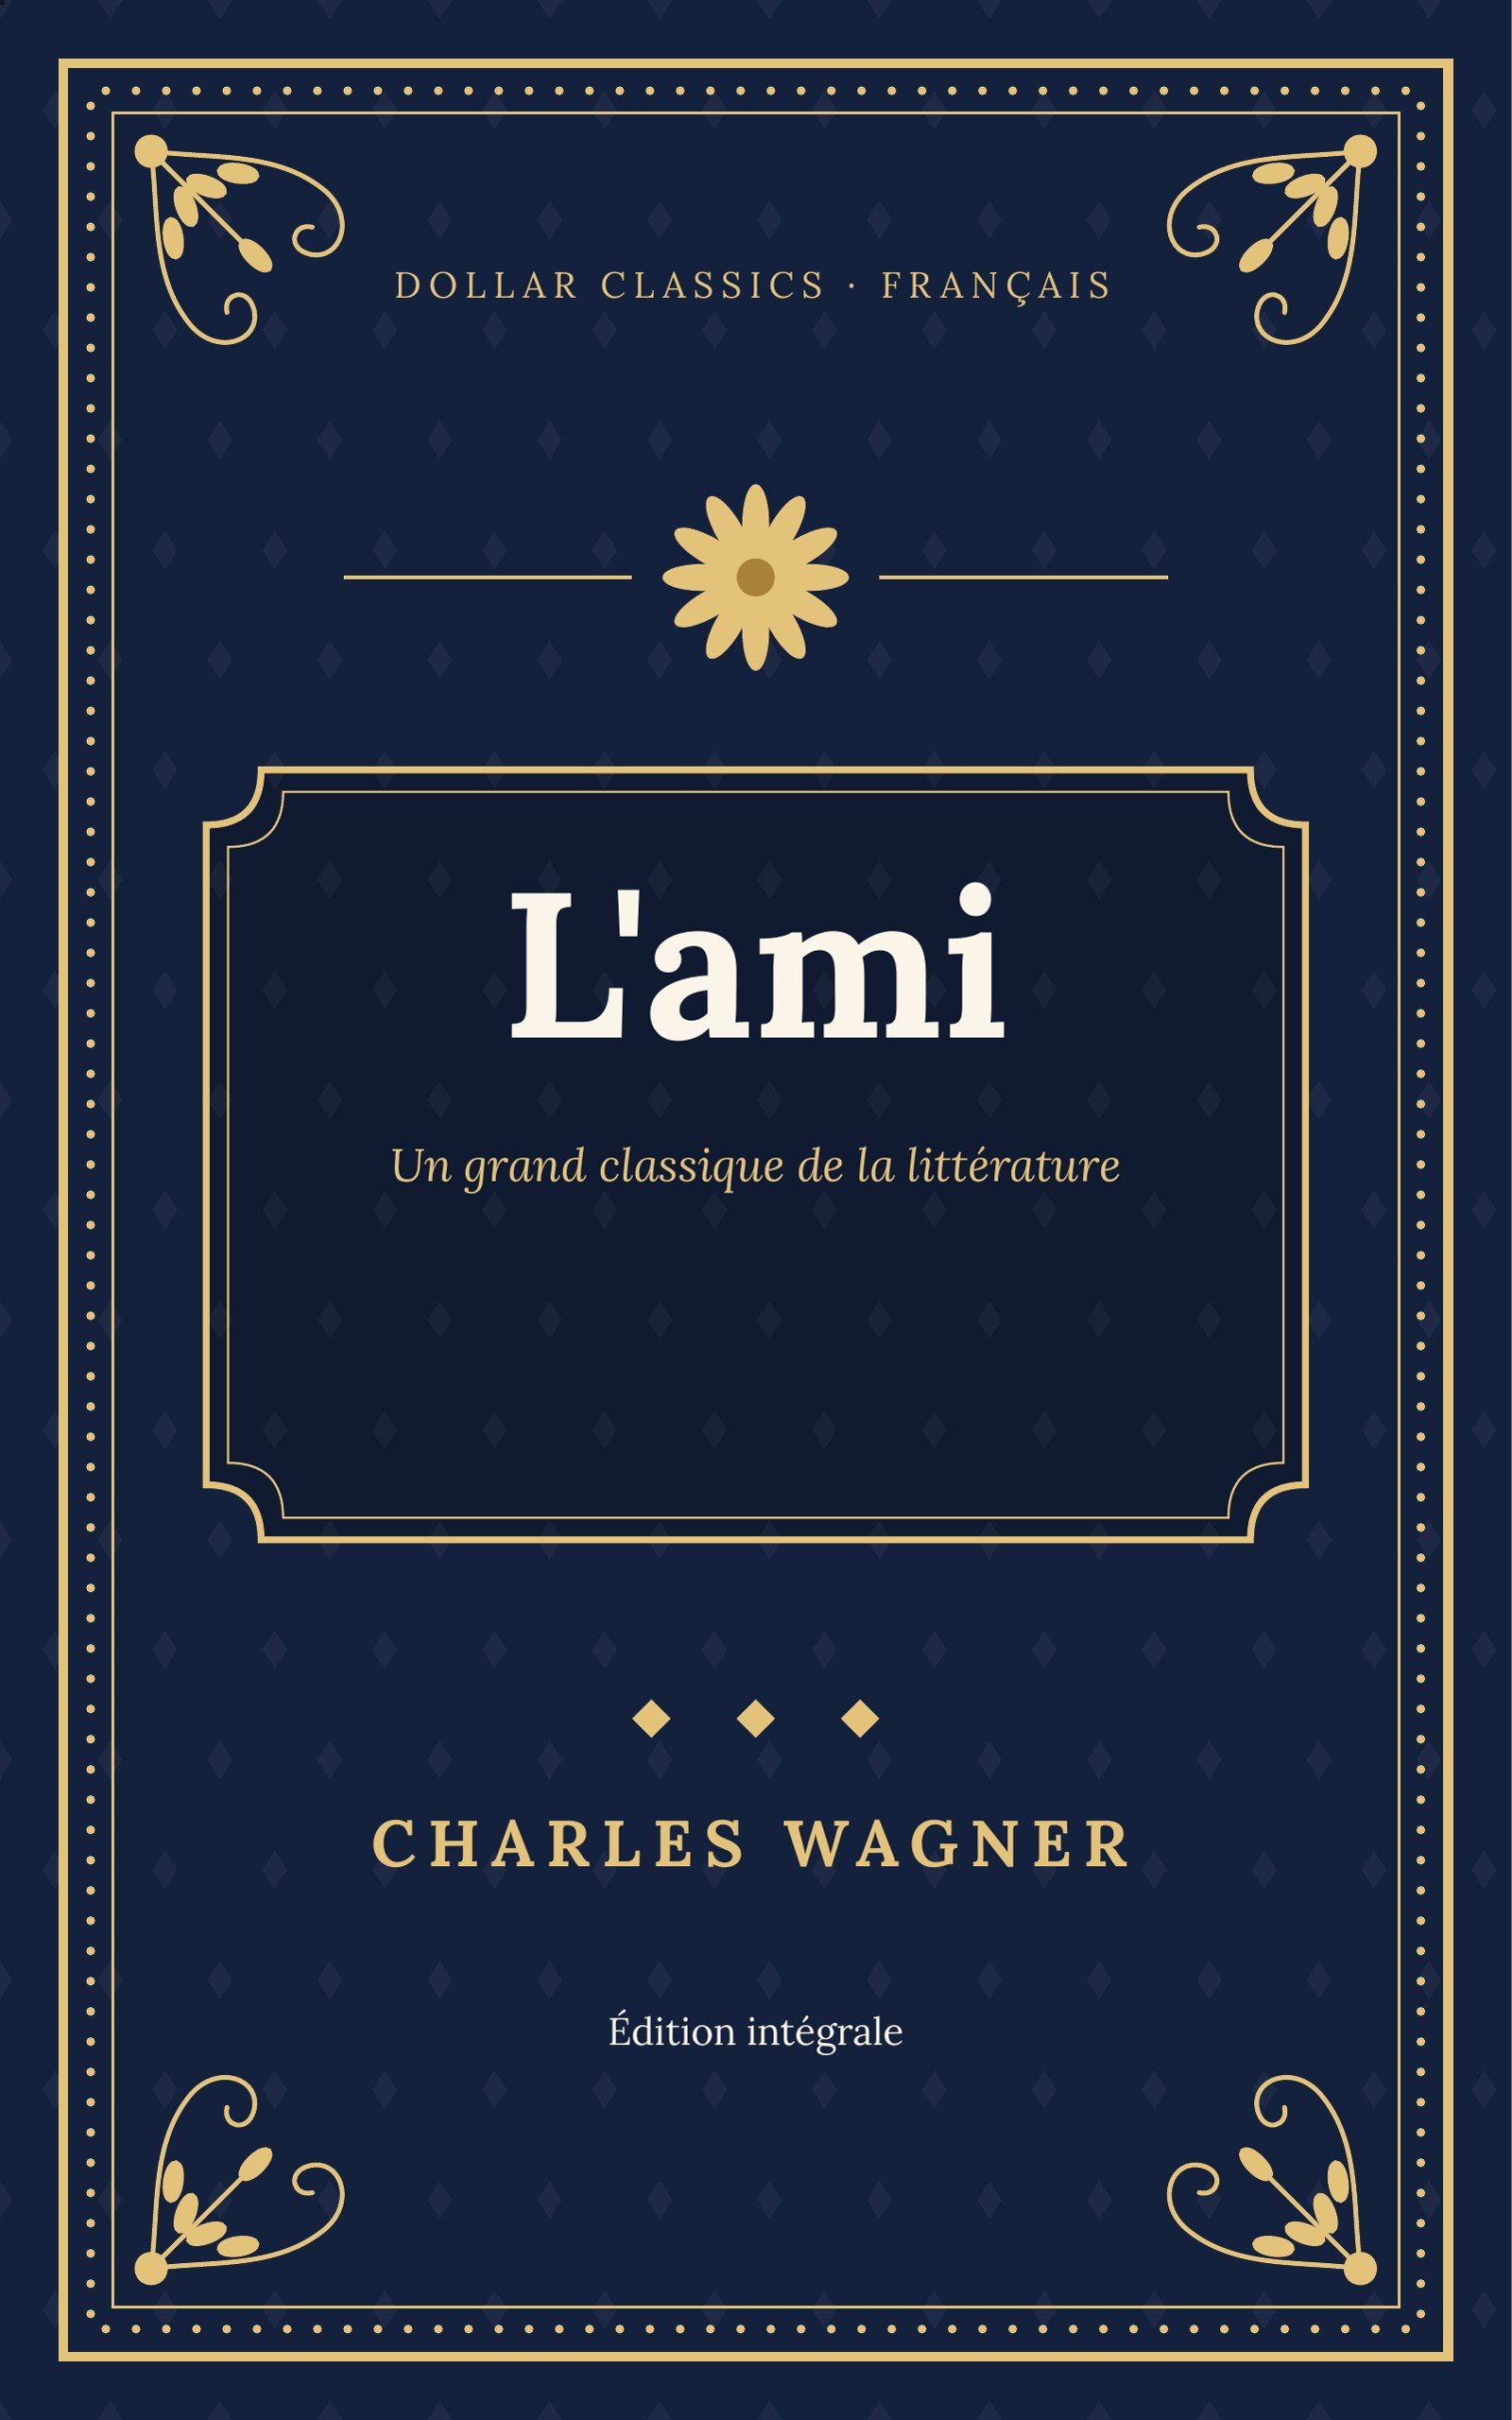 DOLLAR CLASSICS · FRANÇAIS
L'ami
Un grand classique de la littérature
CHARLES WAGNER
Édition intégrale